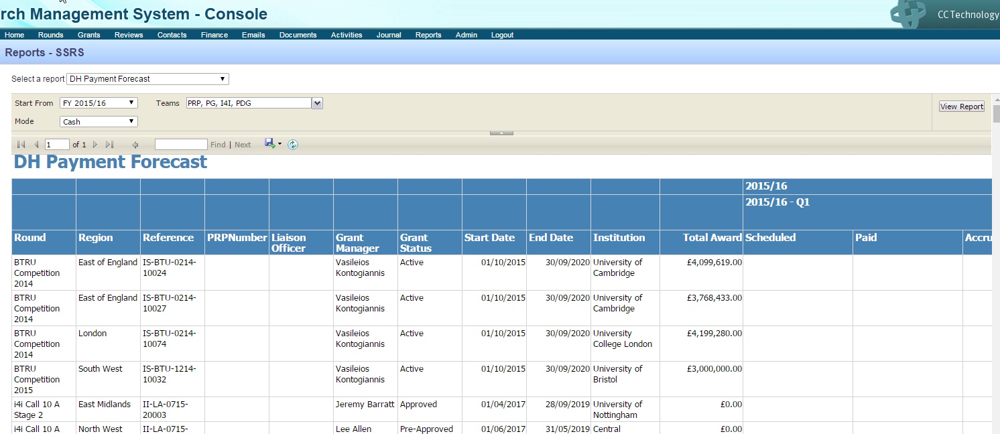 rch Management System - Console
CC Technology
Home Rounds Grants Reviews Contacts Finance Emails Documents Activities Journal Reports Admin Logout
Reports - SSRS
Select a report DH Payment Forecast
Start From FY 2015/16 Teams PRP, PG, I4I, PDG View Report
Mode Cash
1 of 1 Find | Next
DH Payment Forecast
2015/16
2015/16 - Q1
Round Region Reference PRPNumber Liaison Grant Grant Start Date End Date Institution Total Award Scheduled Paid Accru
Officer Manager Status
BTRU East of England IS-BTU-0214- Vasileios Active 01/10/2015 30/09/2020 University of £4,099,619.00
Competition 10024 Kontogiannis Cambridge
2014
BTRU East of England IS-BTU-0214- Vasileios Active 01/10/2015 30/09/2020 University of £3,768,433.00
Competition 10027 Kontogiannis Cambridge
2014
BTRU London IS-BTU-0214- Vasileios Active 01/10/2015 30/09/2020 University £4,199,280.00
Competition 10074 Kontogiannis College London
2014
BTRU South West IS-BTU-1214- Vasileios Active 01/10/2015 30/09/2020 University of £3,000,000.00
Competition 10032 Kontogiannis Bristol
2015
i4i Call 10 A East Midlands II-LA-0715- Jeremy Barratt Approved 01/04/2017 28/09/2019 University of £0.00
Stage 2 20003 Nottingham
i4i Call 10 A North West II-LA-0715- Lee Allen Pre-Approved 01/06/2017 31/05/2019 Central £0.00